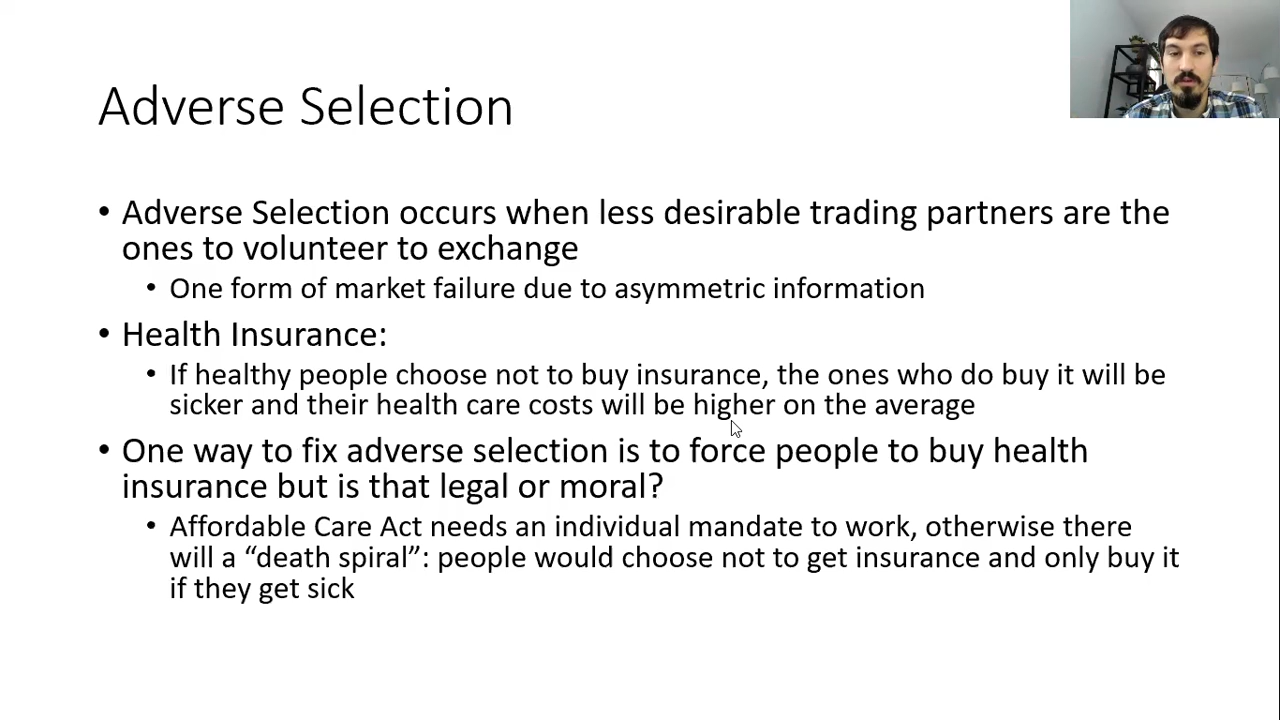 Adverse Selection
• Adverse Selection occurs when less desirable trading partners are the
ones to volunteer to exchange
• One form of market failure due to asymmetric information
• Health Insurance:
• If healthy people choose not to buy insurance, the ones who do buy it will be
sicker and their health care costs will be higher on the average
• One way to fix adverse selection is to force people to buy health
insurance but is that legal or moral?
• Affordable Care Act needs an individual mandate to work, otherwise there
will a “death spiral”: people would choose not to get insurance and only buy it
if they get sick